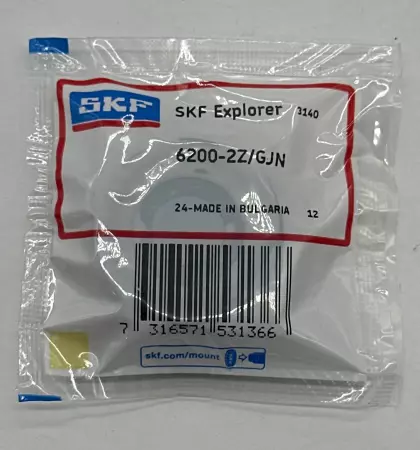 SKF
SKF Explorer 3140
6200-2Z/GJN
24-MADE IN BULGARIA 12
7 316571 531366
skf.com/mount